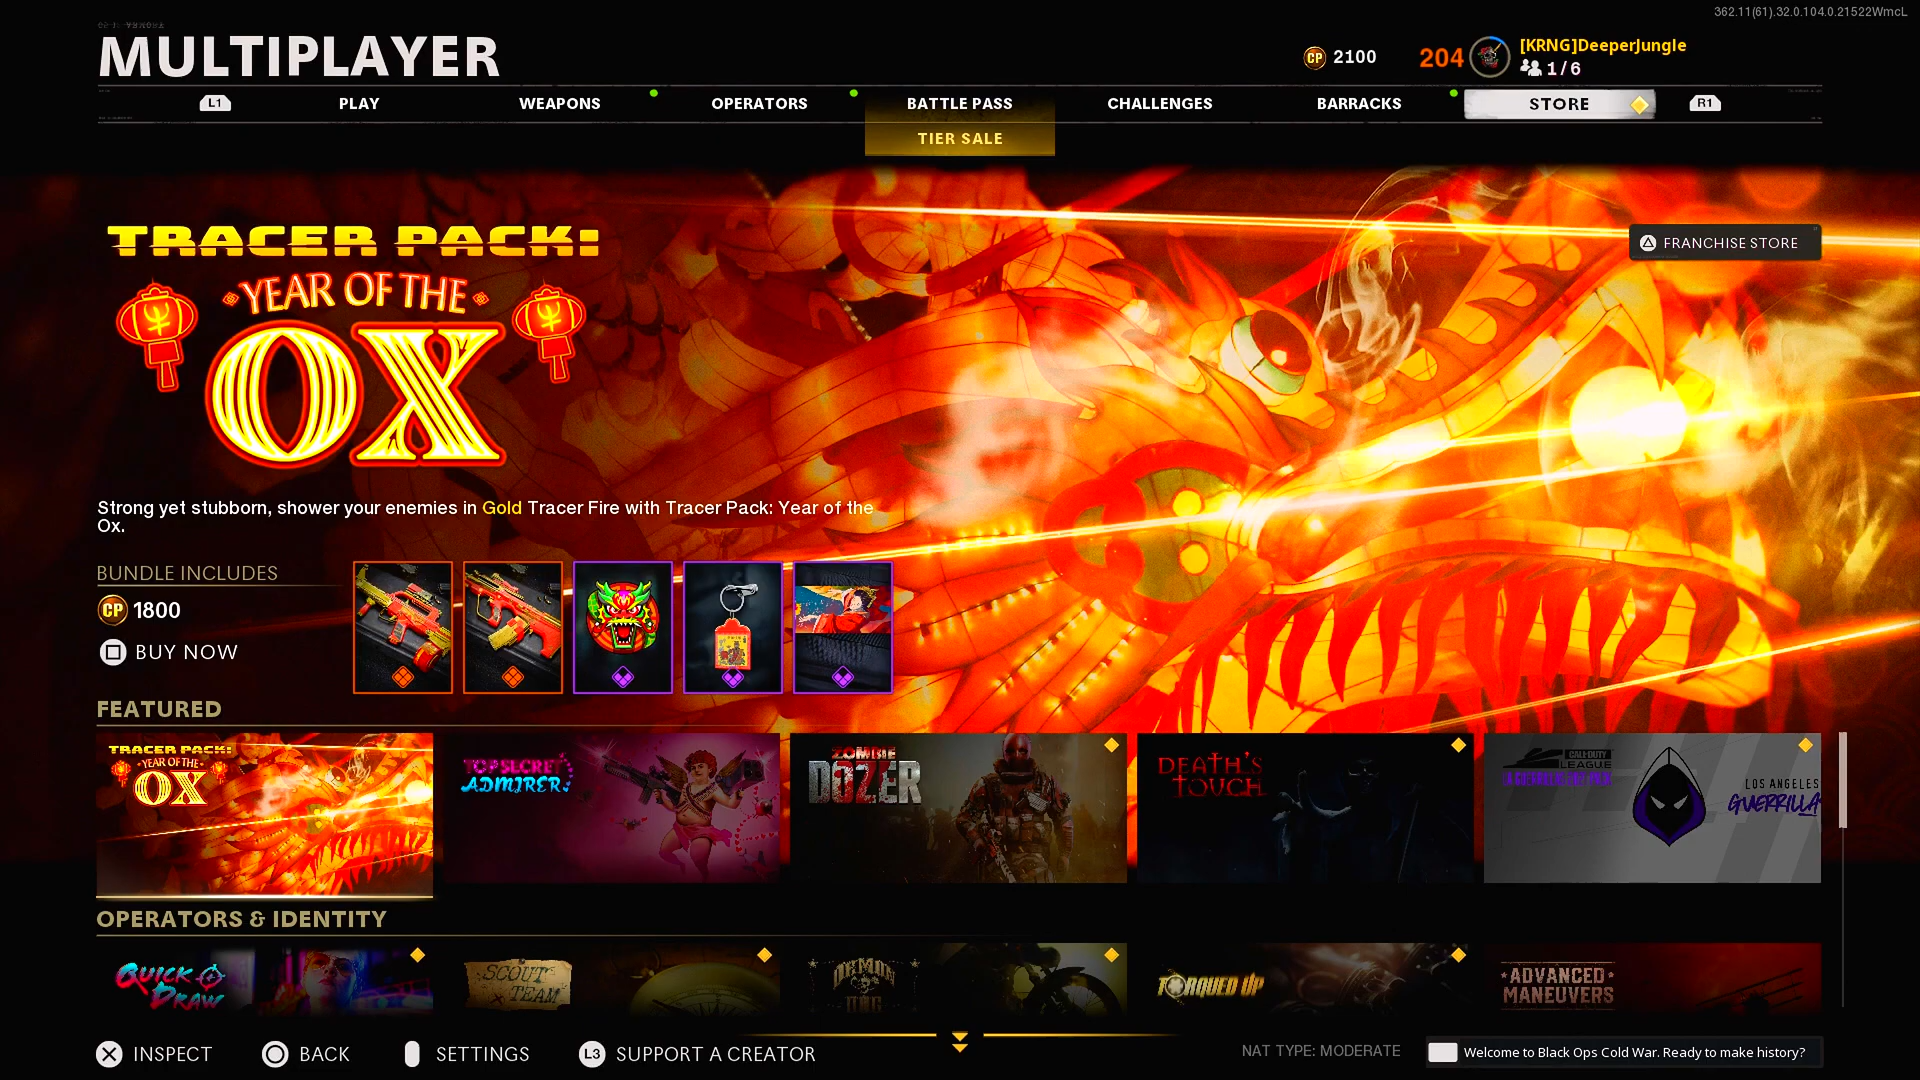 362.11(61).32.0.104.0.21522WmcL
MULTIPLAYER
CP 2100
204
[KRNG]DeeperJungle
1/6
L1
PLAY
WEAPONS
OPERATORS
BATTLE PASS
CHALLENGES
BARRACKS
STORE
R1
TIER SALE
TRACER PACK:
YEAR OF THE
OX
FRANCHISE STORE
Strong yet stubborn, shower your enemies in Gold Tracer Fire with Tracer Pack: Year of the
Ox.
BUNDLE INCLUDES
CP 1800
BUY NOW
FEATURED
TRACER PACK:
YEAR OF THE
OX
TOP SECRET
ADMIRER
ZOMBIE
DOZER
DEATH'S
TOUCH
CALL OF DUTY
LEAGUE
LOS ANGELES
GUERRILLAS
OPERATORS & IDENTITY
QUICK
DRAW
SCOUT
TEAM
DEMON
DOG
TORQUED UP
ADVANCED
MANEUVERS
INSPECT
BACK
SETTINGS
L3 SUPPORT A CREATOR
NAT TYPE: MODERATE
Welcome to Black Ops Cold War. Ready to make history?